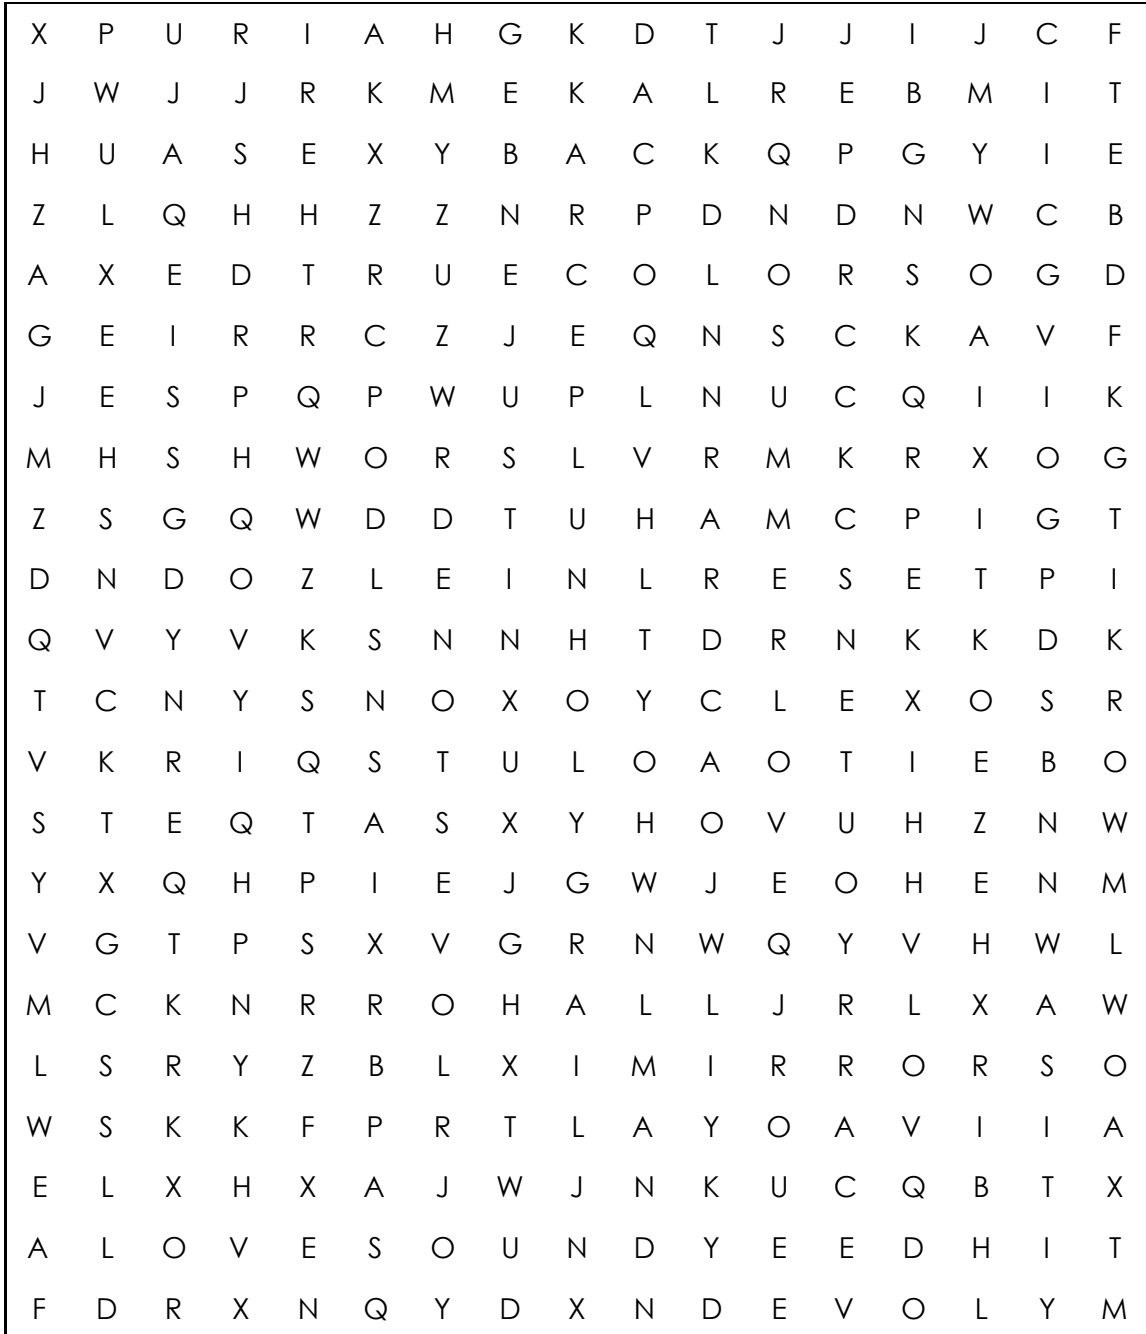 X P U R I A H G K D T J J I J C F
J W J J R K M E K A L R E B M I T
H U A S E X Y B A C K Q P G Y I E
Z L Q H H Z Z N R P D N D N W C B
A X E D T R U E C O L O R S O G D
G E I R R C Z J E Q N S C K A V F
J E S P Q P W U P L N U C Q I I K
M H S H W O R S L V R M K R X O G
Z S G Q W D D T U H A M C P I G T
D N D O Z L E I N L R E S E T P I
Q V Y V K S N N H T D R N K K D K
T C N Y S N O X O Y C L E X O S R
V K R I Q S T U L O A O T I E B O
S T E Q T A S X Y H O V U H Z N W
Y X Q H P I E J G W J E O H E N M
V G T P S X V G R N W Q Y V H W L
M C K N R R O H A L L J R L X A W
L S R Y Z B L X I M I R R O R S O
W S K K F P R T L A Y O A V I I A
E L X H X A J W J N K U C Q B T X
A L O V E S O U N D Y E E D H I T
F D R X N Q Y D X N D E V O L Y M